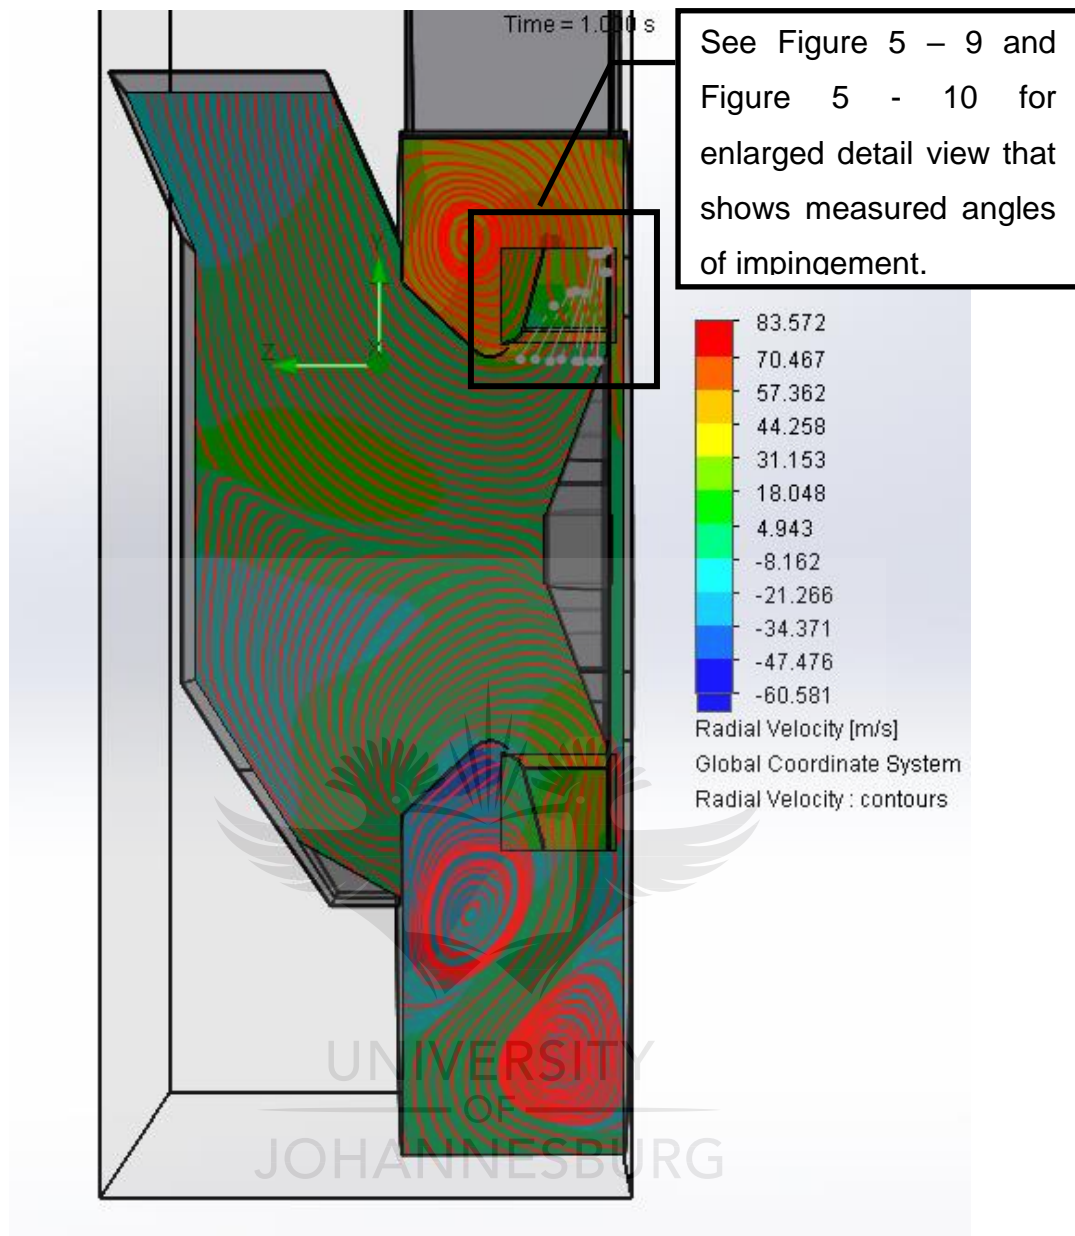 Time = 1.000 s
See Figure 5 – 9 and
Figure 5 - 10 for
enlarged detail view that
shows measured angles
of impingement.
Y
Z
X
83.572
70.467
57.362
44.258
31.153
18.048
4.943
-8.162
-21.266
-34.371
-47.476
-60.581
Radial Velocity [m/s]
Global Coordinate System
Radial Velocity : contours
UNIVERSITY
OF
JOHANNESBURG